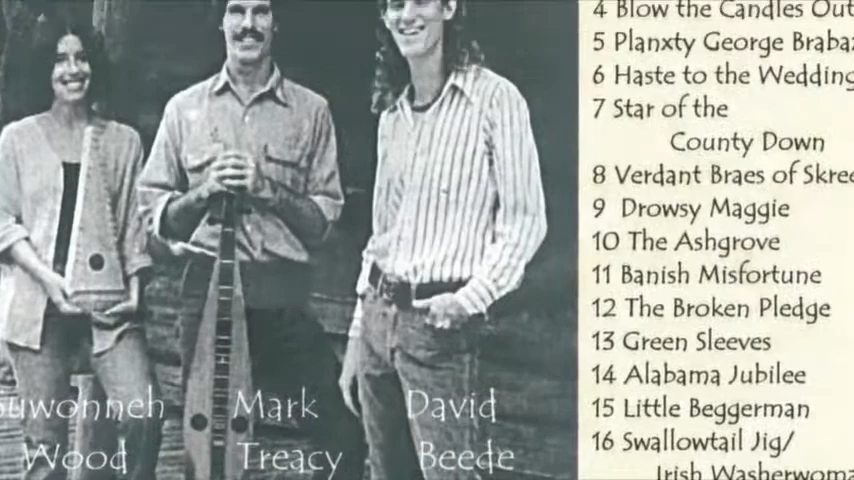 4 Blow the Candles Out
5 Planxty George
6 Haste to the Wedding
7 Star of the
County Down
8 Verdant Braes of
9 Drowsy Maggie
10 The Ashgrove
11 Banish Misfortune
12 The Broken Pledge
13 Green Sleeves
14 Alabama Jubilee
15 Little Beggerman
16 Swallowtail Jig/
Irish
Mark David
Wood Treacy Beede